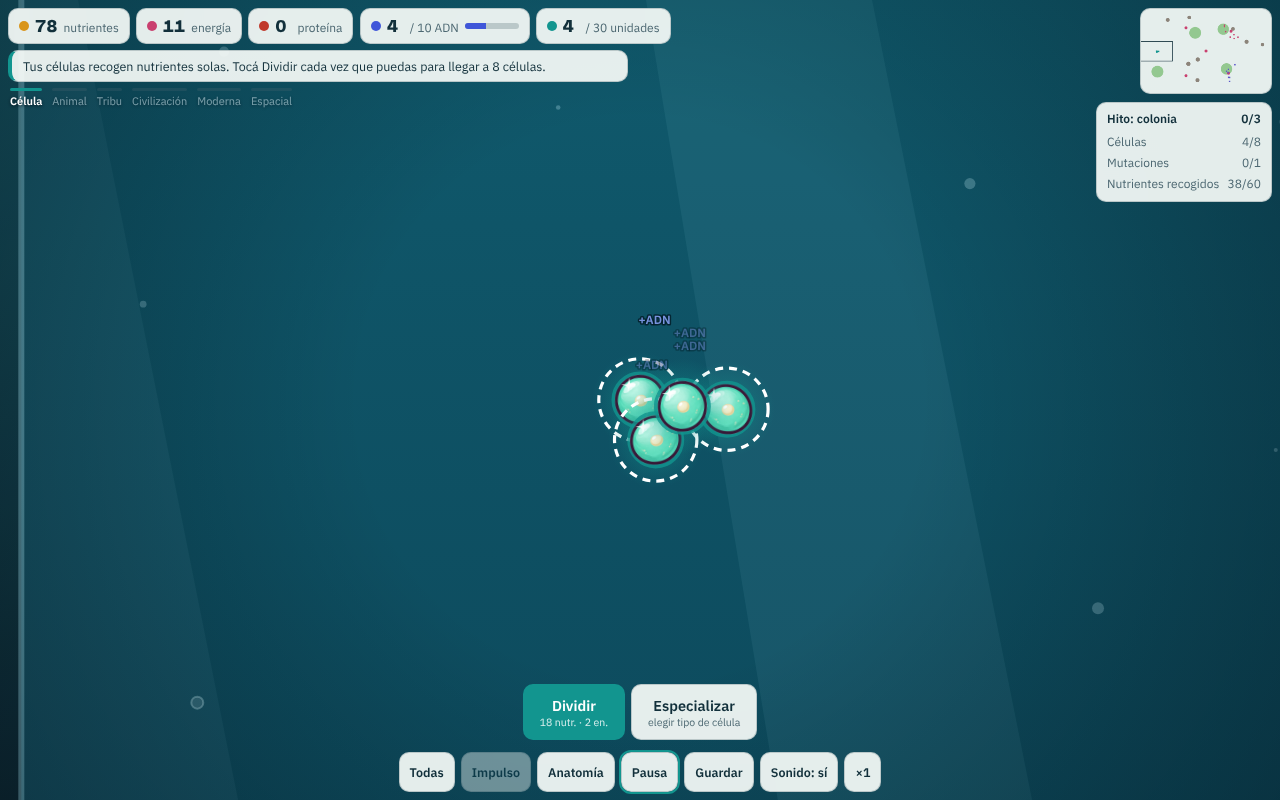 78 nutrientes
11 energía
0 proteína
4 / 10 ADN
4 / 30 unidades
Tus células recogen nutrientes solas. Tocá Dividir cada vez que puedas para llegar a 8 células.
Célula Animal Tribu Civilización Moderna Espacial
Hito: colonia 0/3
Células 4/8
Mutaciones 0/1
Nutrientes recogidos 38/60
+ADN
+ADN
+ADN
+ADN
Dividir
18 nutr. · 2 en.
Especializar
elegir tipo de célula
Todas
Impulso
Anatomía
Pausa
Guardar
Sonido: sí
×1